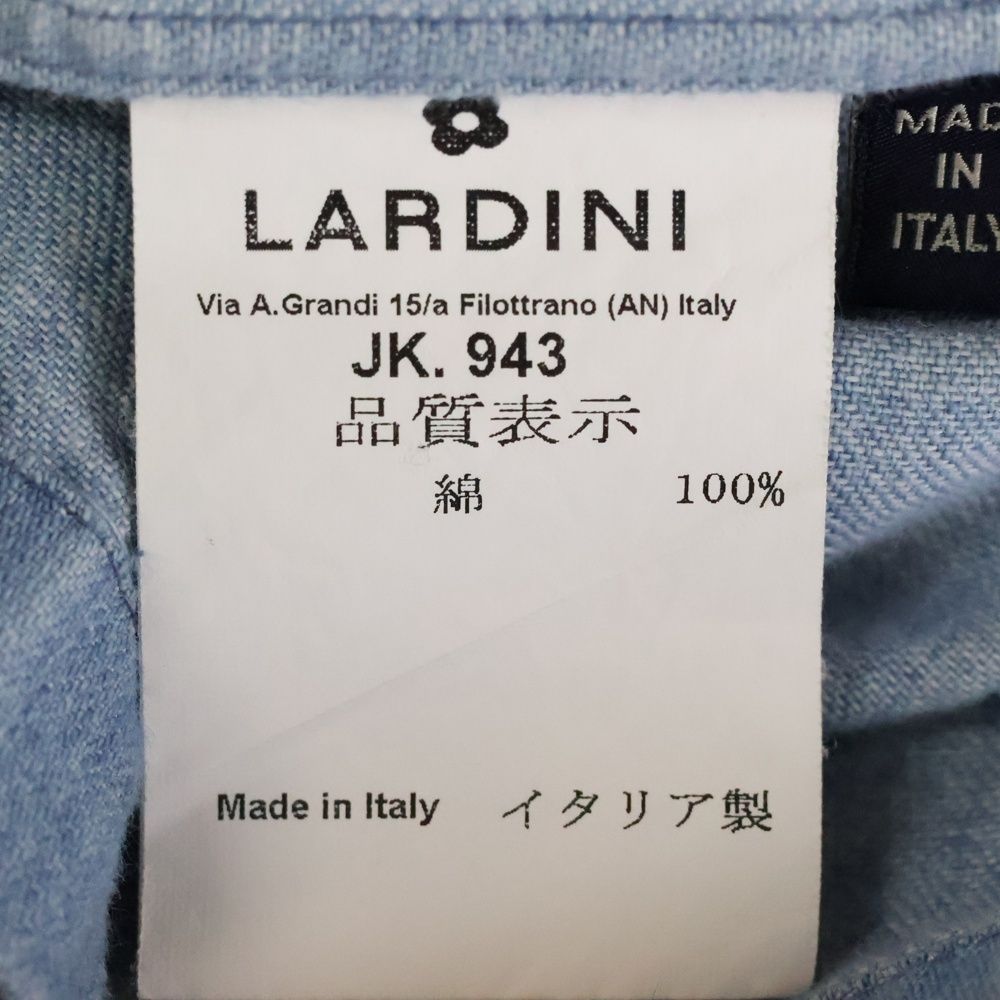 LARDINI
Via A.Grandi 15/a Filottrano (AN) Italy
JK. 943
品質表示
綿 100%
Made in Italy イタリア製
MAD
IN
ITALY